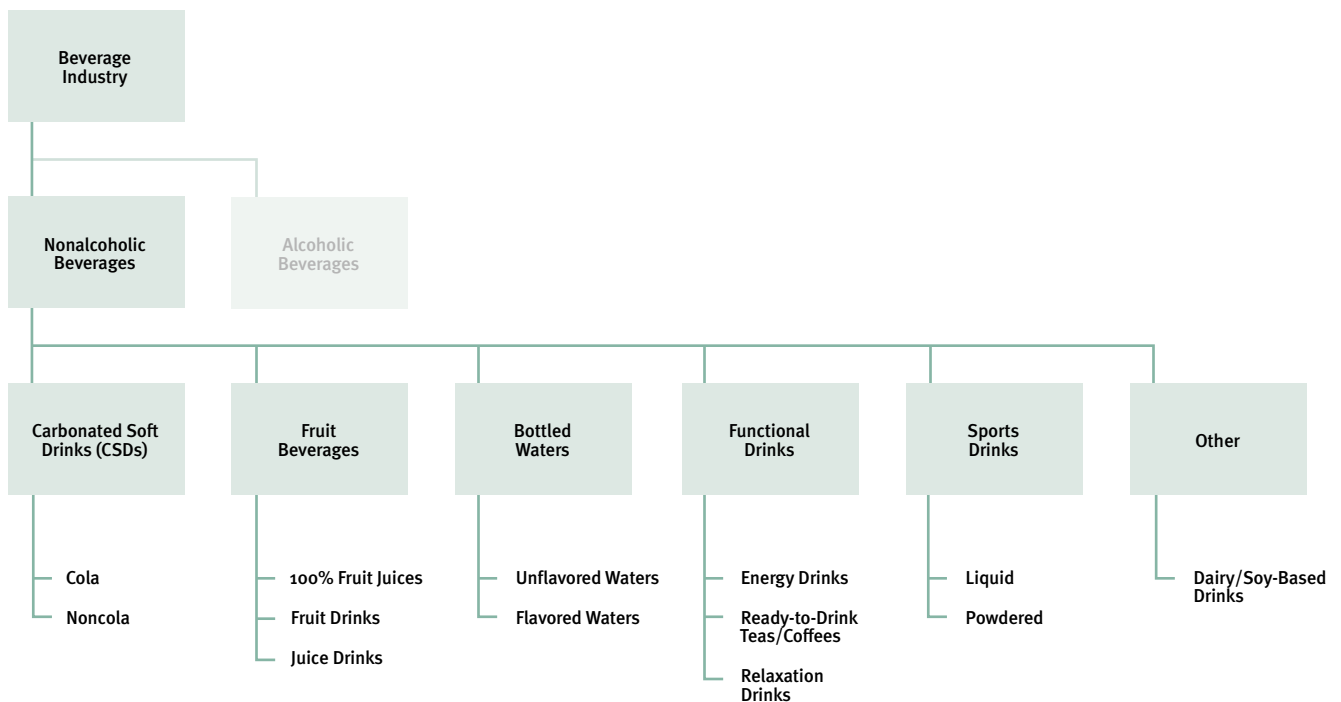 Beverage
Industry
Nonalcoholic
Beverages
Alcoholic
Beverages
Carbonated Soft
Drinks (CSDs)
Fruit
Beverages
Bottled
Waters
Functional
Drinks
Sports
Drinks
Other
Cola
Noncola
100% Fruit Juices
Fruit Drinks
Juice Drinks
Unflavored Waters
Flavored Waters
Energy Drinks
Ready-to-Drink
Teas/Coffees
Relaxation
Drinks
Liquid
Powdered
Dairy/Soy-Based
Drinks